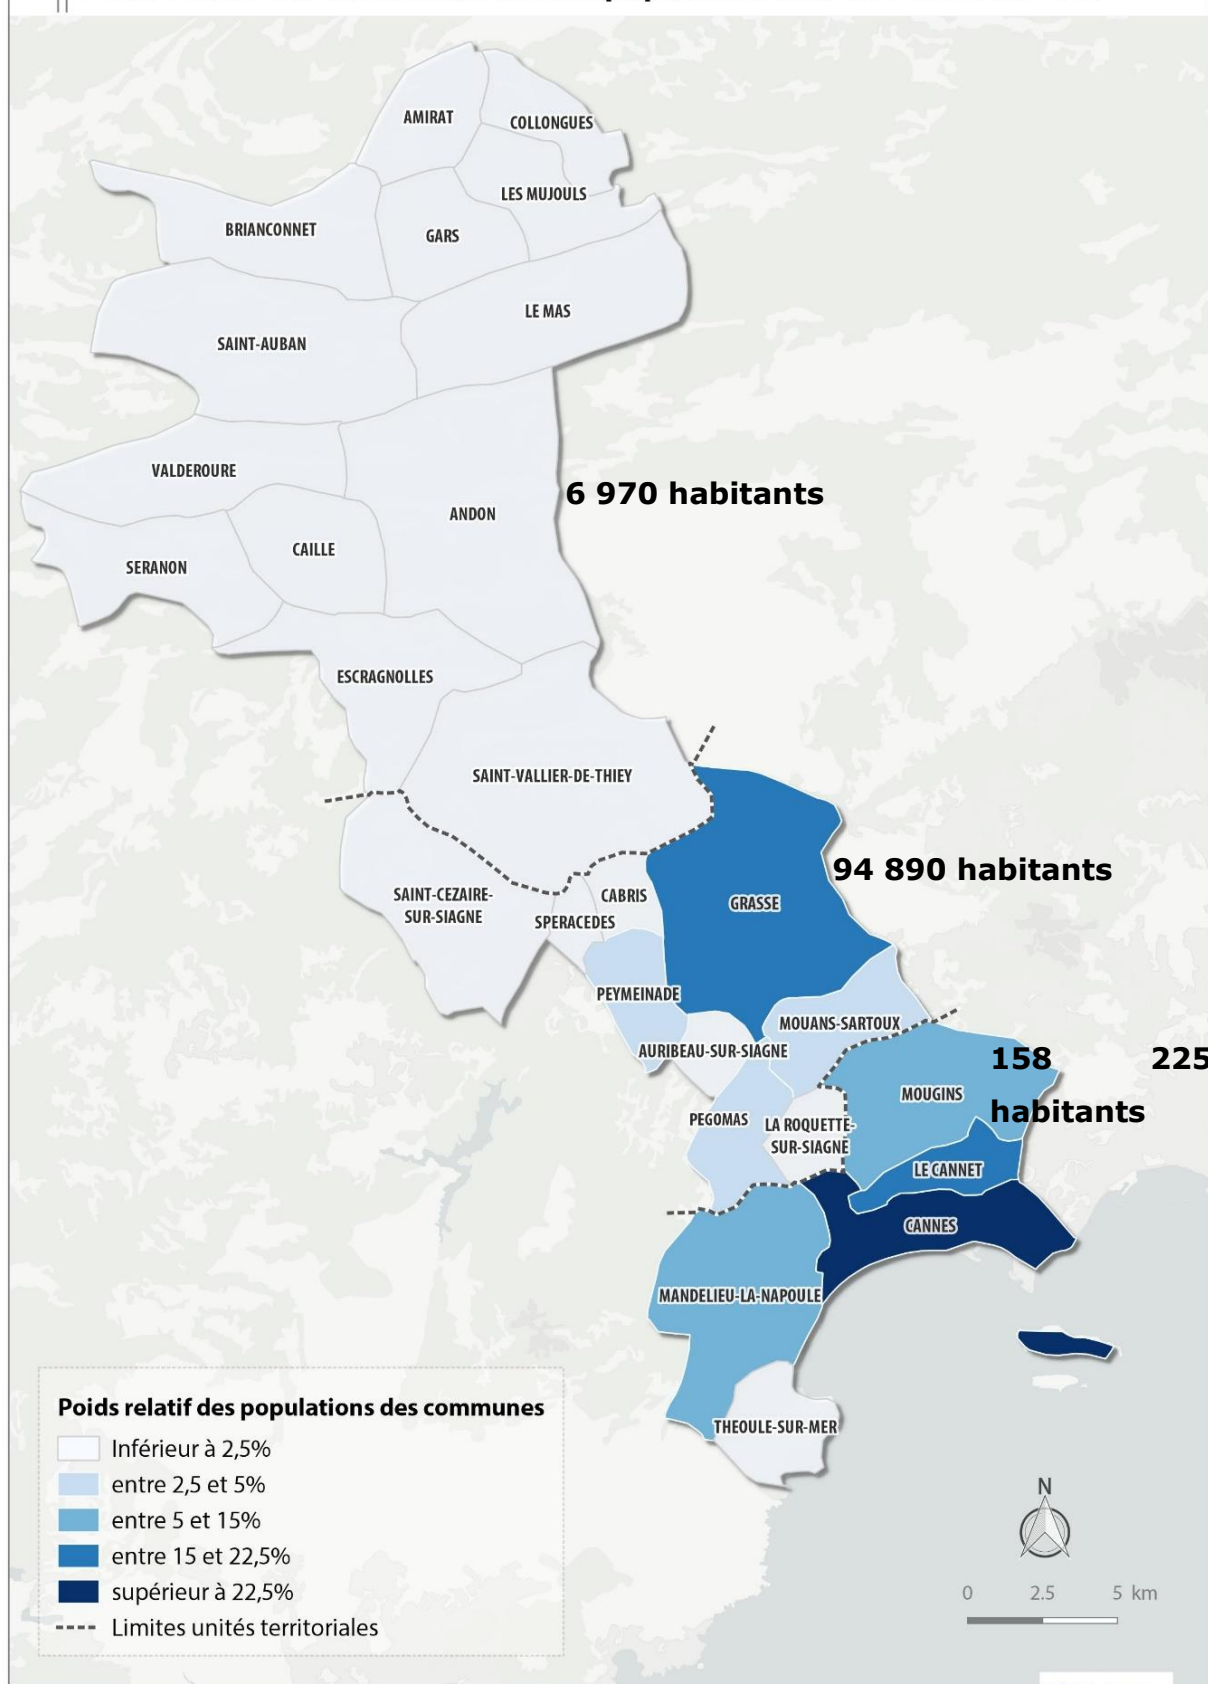 AMIRAT
COLLONGUES
LES MUJOULS
BRIANCONNET
GARS
LE MAS
SAINT-AUBAN
VALDEROURE
6 970 habitants
ANDON
CAILLE
SERANON
ESCRAGNOLLES
SAINT-VALLIER-DE-THIEY
94 890 habitants
SAINT-CEZAIRE-
SUR-SIAGNE
CABRIS
GRASSE
SPERACEDES
PEYMEINADE
MOUANS-SARTOUX
AURIBEAU-SUR-SIAGNE
158 225
habitants
MOUGINS
PEGOMAS
LA ROQUETTE-
SUR-SIAGNE
LE CANNET
CANNES
MANDELIEU-LA-NAPOULE
THEOULE-SUR-MER
Poids relatif des populations des communes
Inférieur à 2,5%
entre 2,5 et 5%
entre 5 et 15%
entre 15 et 22,5%
supérieur à 22,5%
Limites unités territoriales
N
0 2.5 5 km